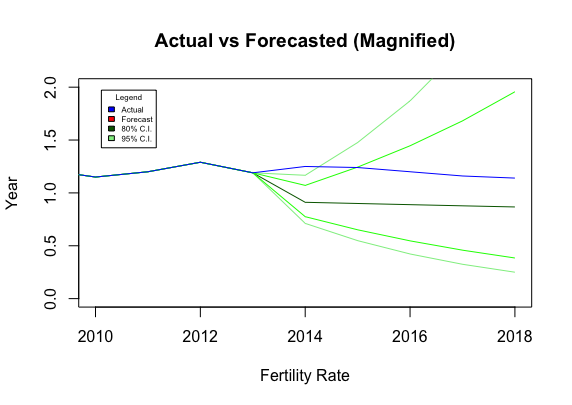 Actual vs Forecasted (Magnified)
Legend
Actual
Forecast
80% C.I.
95% C.I.
2.0
1.5
1.0
0.5
0.0
Year
2010 2012 2014 2016 2018
Fertility Rate